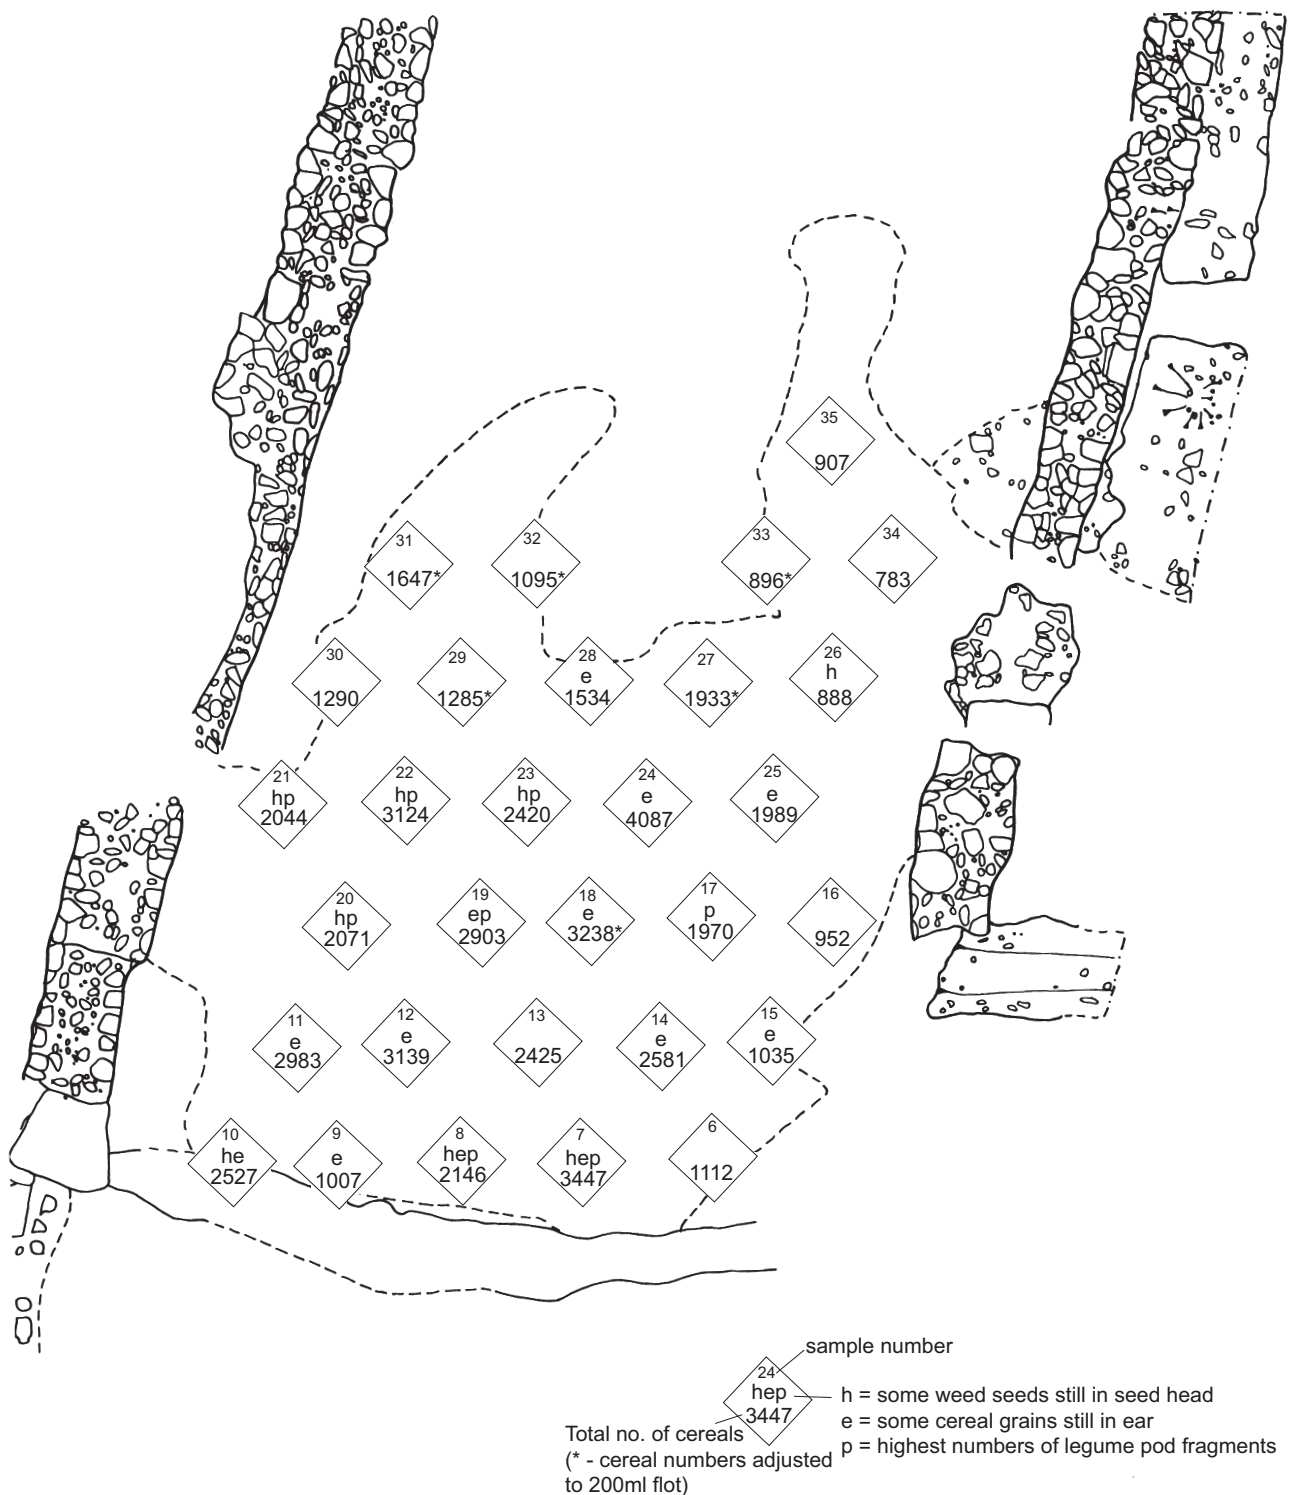 35
907
31
1647*
32
1095*
33
896*
34
783
30
1290
29
1285*
28
e
1534
27
1933*
26
h
888
21
hp
2044
22
hp
3124
23
hp
2420
24
e
4087
25
e
1989
20
hp
2071
19
ep
2903
18
e
3238*
17
p
1970
16
952
11
e
2983
12
e
3139
13
2425
14
e
2581
15
e
1035
10
he
2527
9
e
1007
8
hep
2146
7
hep
3447
6
1112
sample number
24
hep
3447
h = some weed seeds still in seed head
e = some cereal grains still in ear
p = highest numbers of legume pod fragments
Total no. of cereals
(* - cereal numbers adjusted
to 200ml flot)